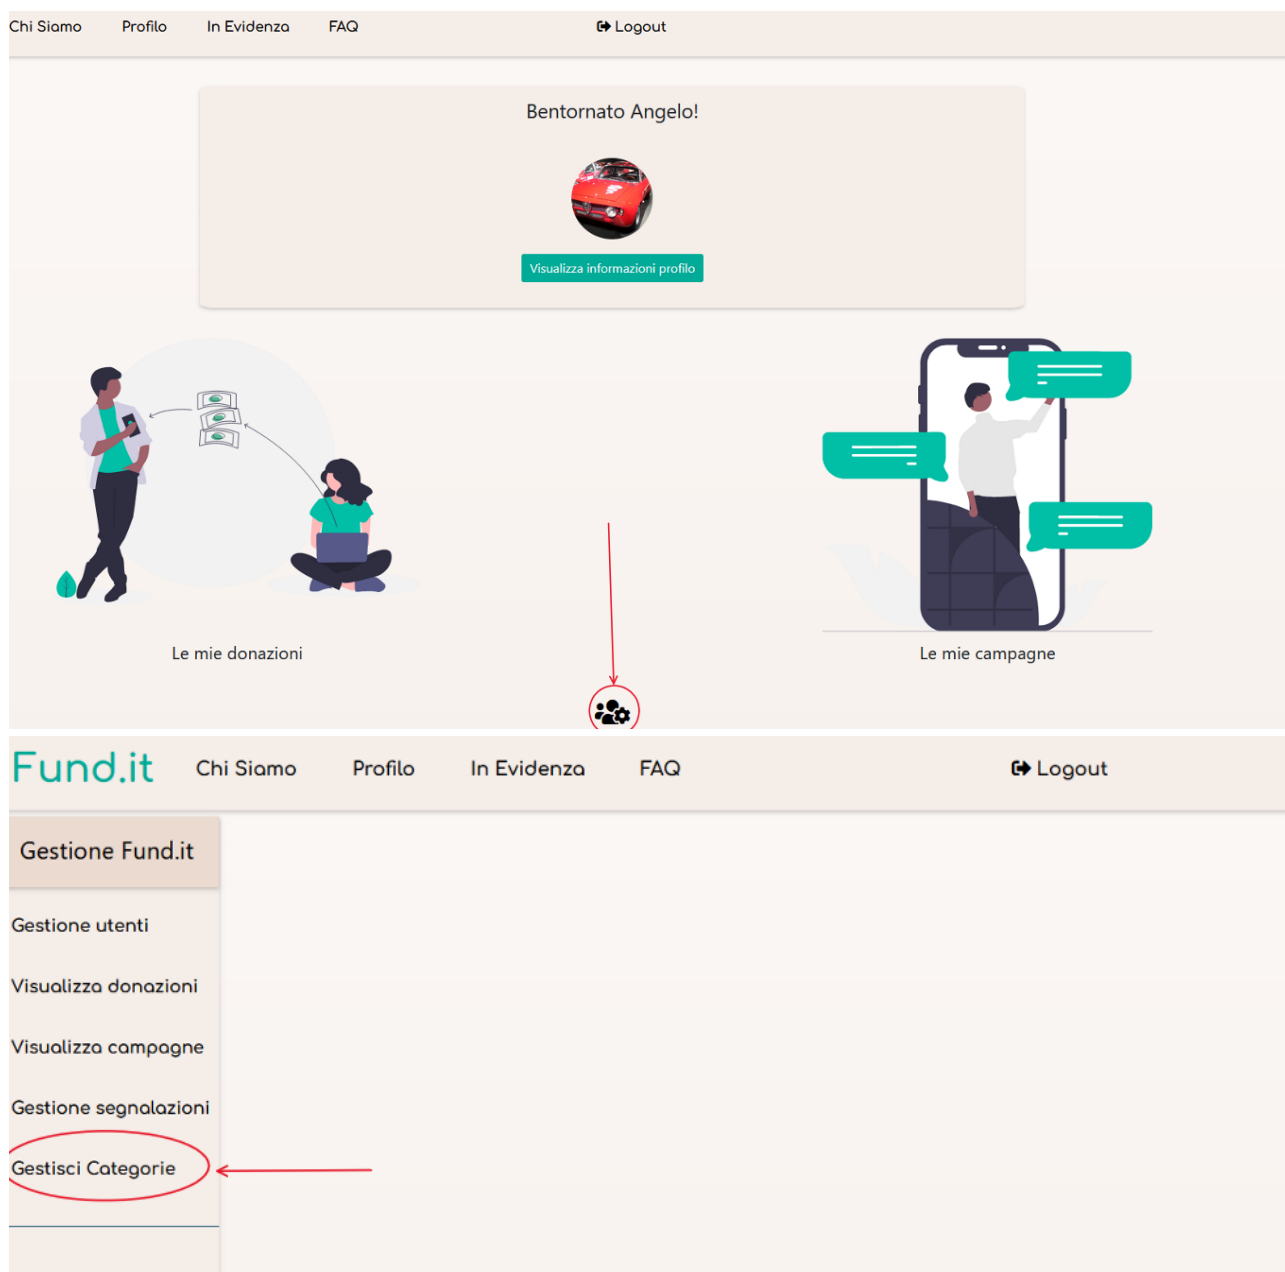 Chi Siamo Profilo In Evidenza FAQ Logout
Bentornato Angelo!
Visualizza informazioni profilo
Le mie donazioni
Le mie campagne
Fund.it Chi Siamo Profilo In Evidenza FAQ Logout
Gestione Fund.it
Gestione utenti
Visualizza donazioni
Visualizza campagne
Gestione segnalazioni
Gestisci Categorie